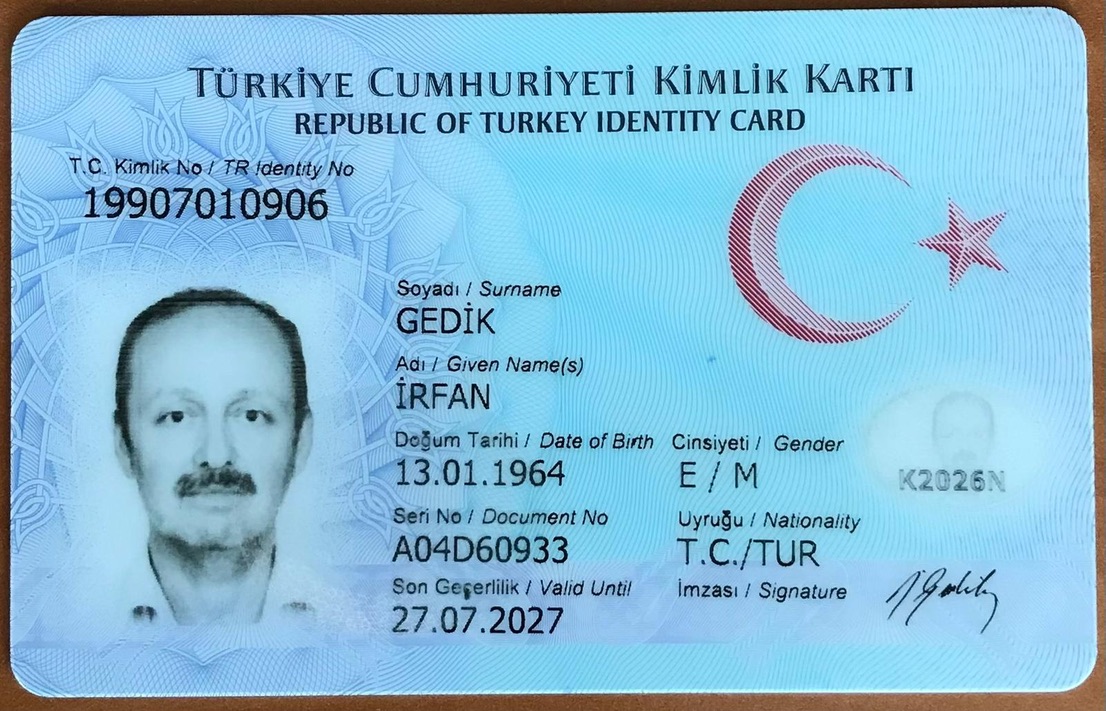 TÜRKİYE CUMHURİYETİ KİMLİK KARTI
REPUBLIC OF TURKEY IDENTITY CARD
T.C. Kimlik No / TR Identity No
19907010906
Soyadı / Surname
GEDİK
Adı / Given Name(s)
İRFAN
Doğum Tarihi / Date of Birth Cinsiyeti / Gender
13.01.1964 E / M
K2026N
Seri No / Document No Uyruğu / Nationality
A04D60933 T.C./TUR
Son Geçerlilik / Valid Until İmzası / Signature
27.07.2027